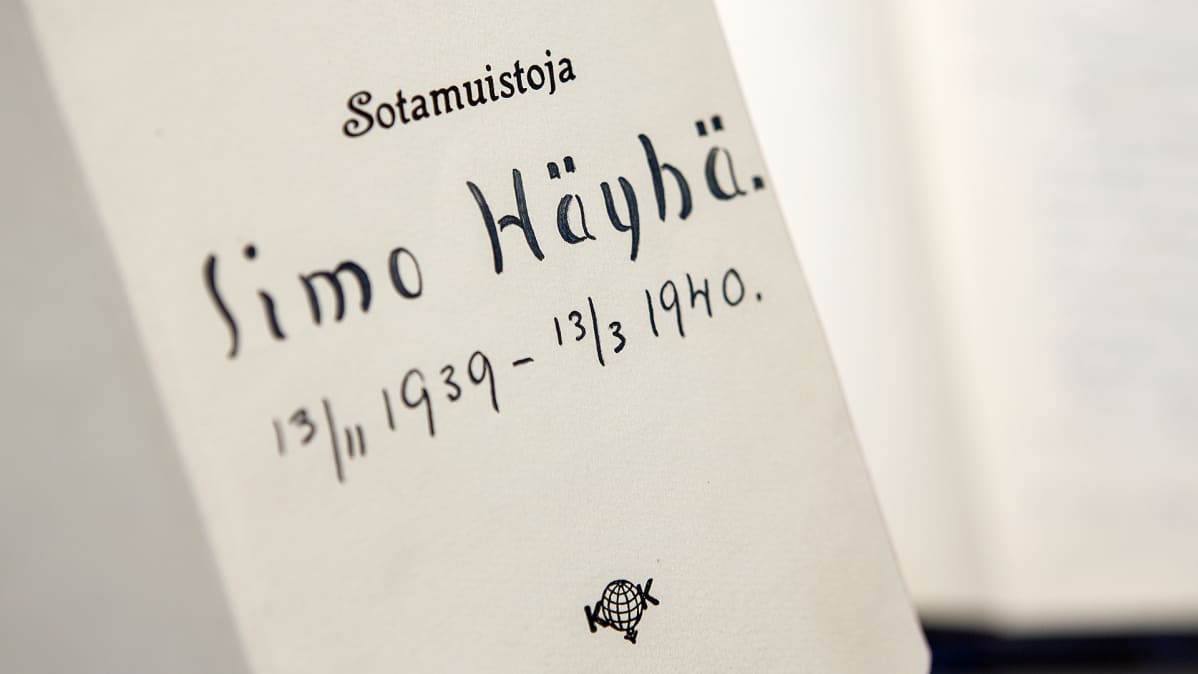 Sotamuistoja
Simo Häyhä.
13/11 1939 - 13/3 1940.
K K